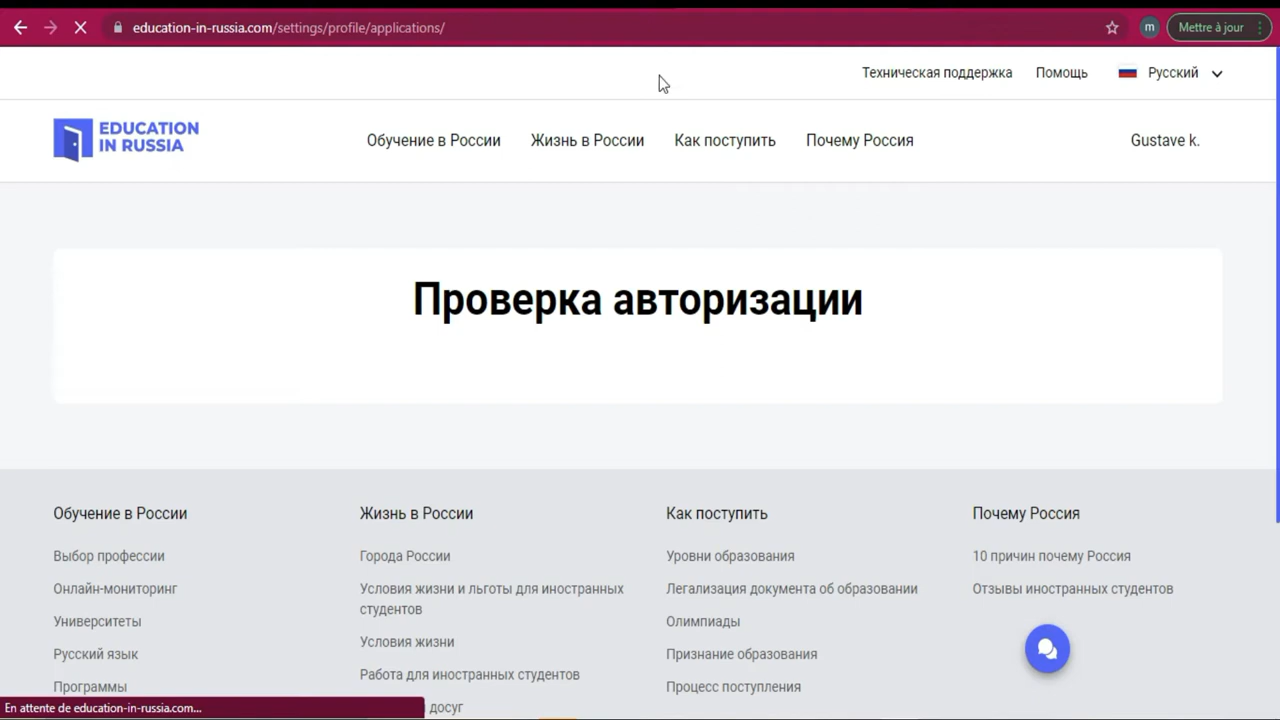 education-in-russia.com/settings/profile/applications/
m
Mettre à jour
Техническая поддержка
Помощь
Русский
EDUCATION
IN RUSSIA
Обучение в России
Жизнь в России
Как поступить
Почему Россия
Gustave k.
Проверка авторизации
Обучение в России
Выбор профессии
Онлайн-мониторинг
Университеты
Русский язык
Программы
Жизнь в России
Города России
Условия жизни и льготы для иностранных
студентов
Условия жизни
Работа для иностранных студентов
досуг
Как поступить
Уровни образования
Легализация документа об образовании
Олимпиады
Признание образования
Процесс поступления
Почему Россия
10 причин почему Россия
Отзывы иностранных студентов
En attente de education-in-russia.com...